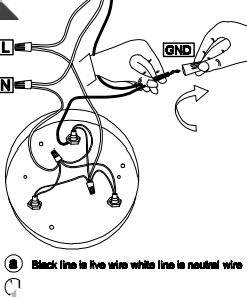 GND
L
N
a Black line is live wire white line is neutral wire